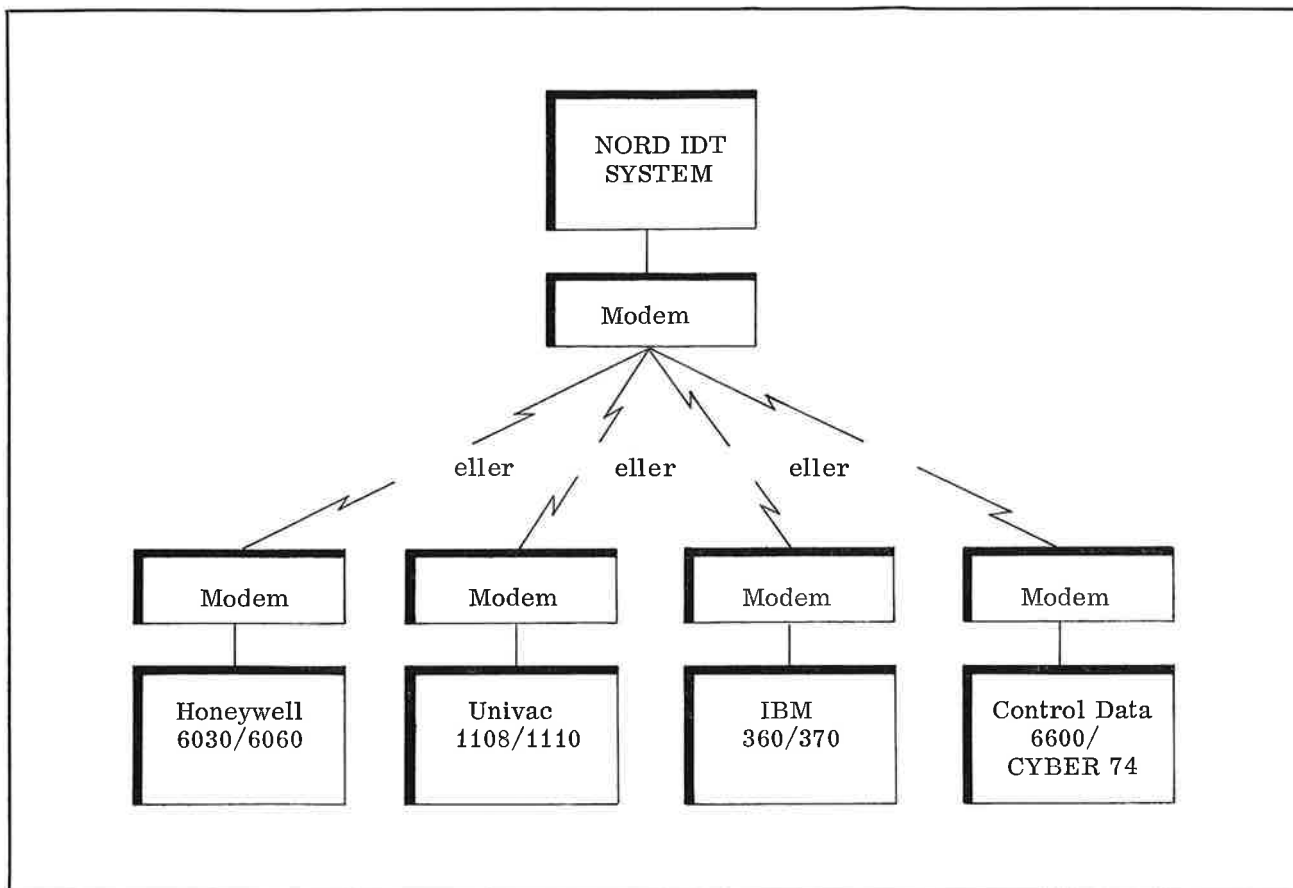 NORD IDT
SYSTEM
Modem
eller eller eller
Modem Modem Modem Modem
Honeywell
6030/6060
Univac
1108/1110
IBM
360/370
Control Data
6600/
CYBER 74